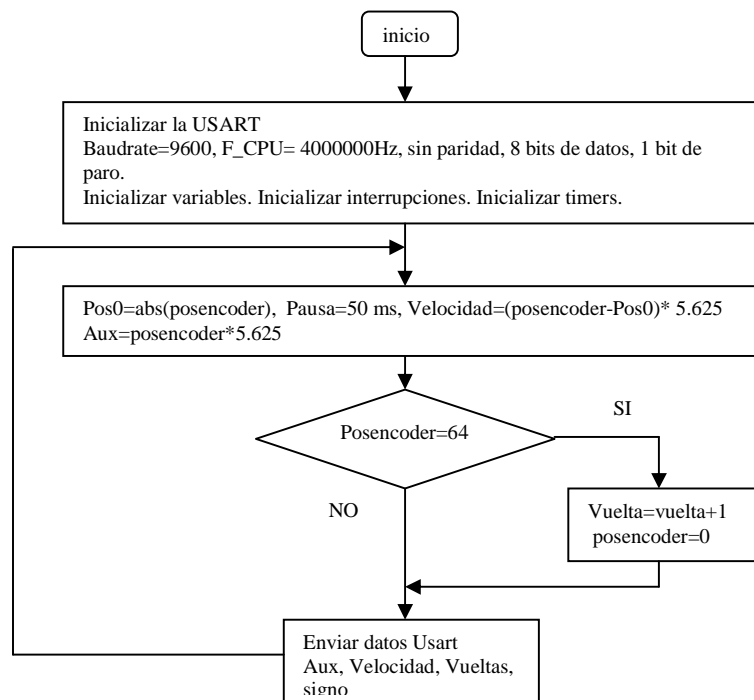 inicio
Inicializar la USART
Baudrate=9600, F_CPU= 4000000Hz, sin paridad, 8 bits de datos, 1 bit de
paro.
Inicializar variables. Inicializar interrupciones. Inicializar timers.
Pos0=abs(posencoder), Pausa=50 ms, Velocidad=(posencoder-Pos0)* 5.625
Aux=posencoder*5.625
Posencoder=64
SI
NO
Vuelta=vuelta+1
posencoder=0
Enviar datos Usart
Aux, Velocidad, Vueltas,
signo